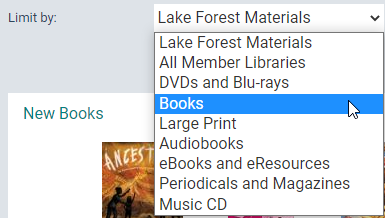 Limit by: Lake Forest Materials
Lake Forest Materials
All Member Libraries
DVDs and Blu-rays
Books
Large Print
Audiobooks
eBooks and eResources
Periodicals and Magazines
Music CD
New Books
ANCEST